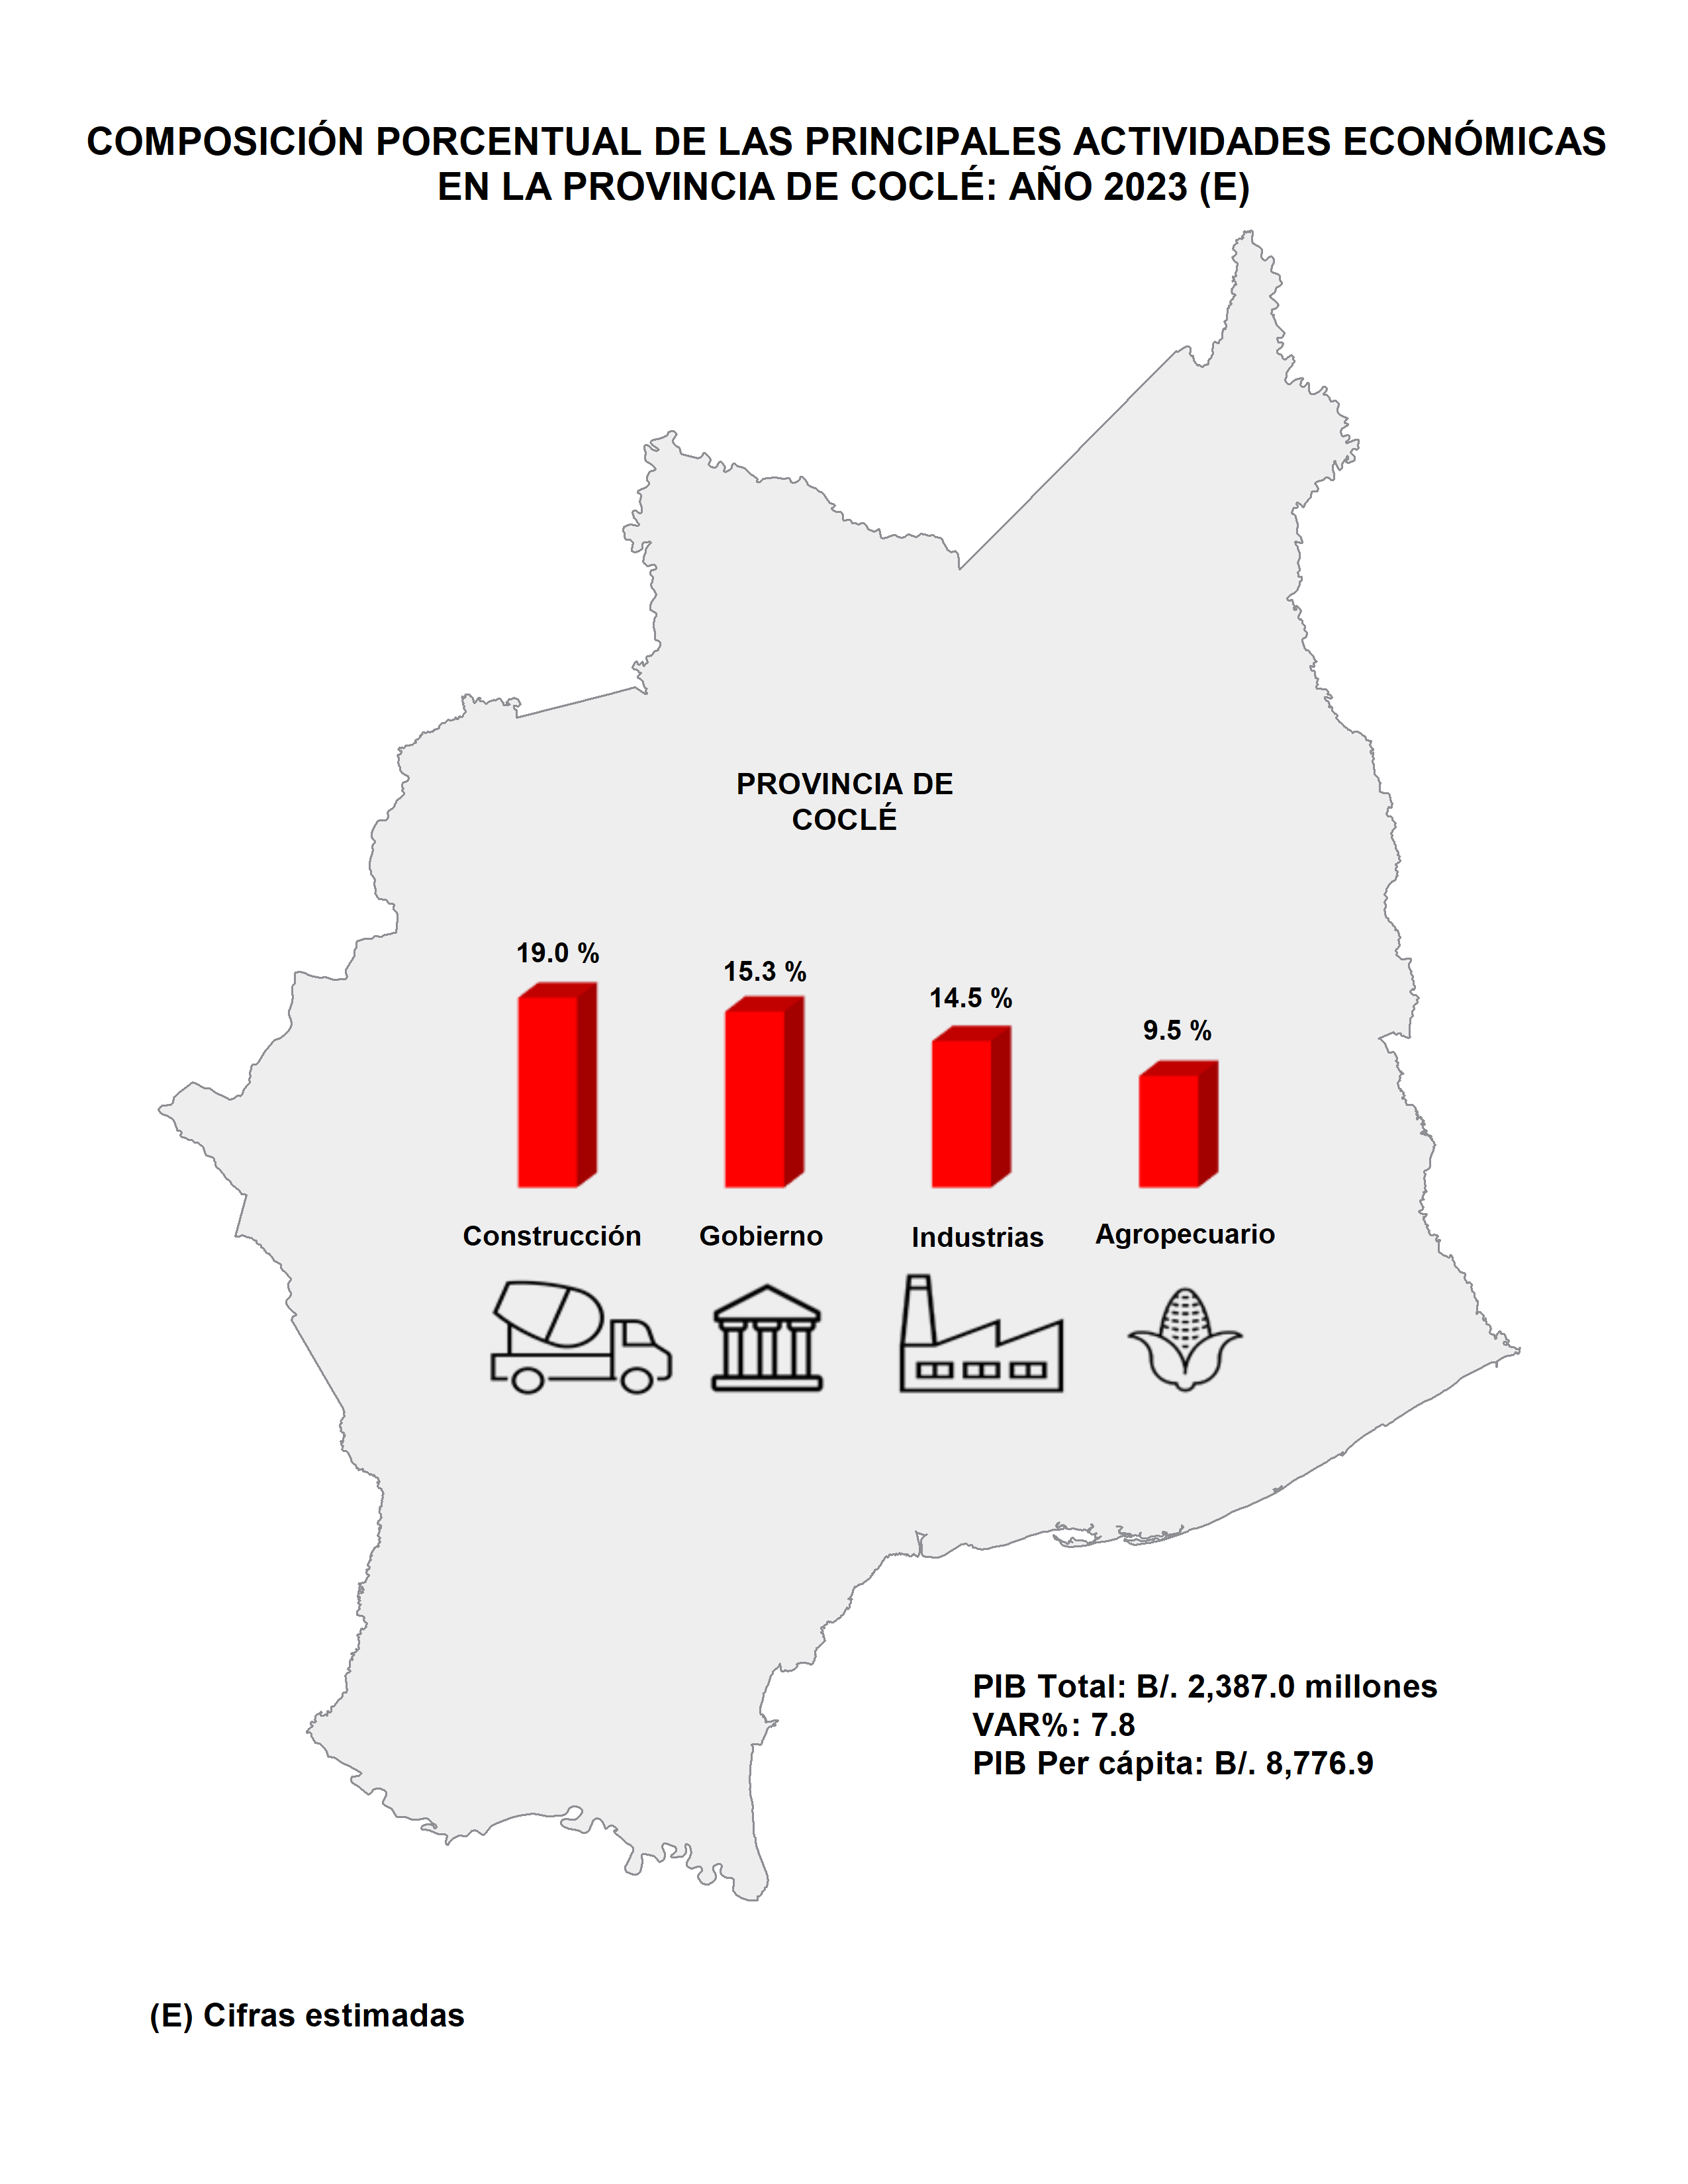 COMPOSICIÓN PORCENTUAL DE LAS PRINCIPALES ACTIVIDADES ECONÓMICAS
EN LA PROVINCIA DE COCLÉ: AÑO 2023 (E)
PROVINCIA DE
COCLÉ
19.0 %
15.3 %
14.5 %
9.5 %
Construcción
Gobierno
Industrias
Agropecuario
PIB Total: B/. 2,387.0 millones
VAR%: 7.8
PIB Per cápita: B/. 8,776.9
(E) Cifras estimadas